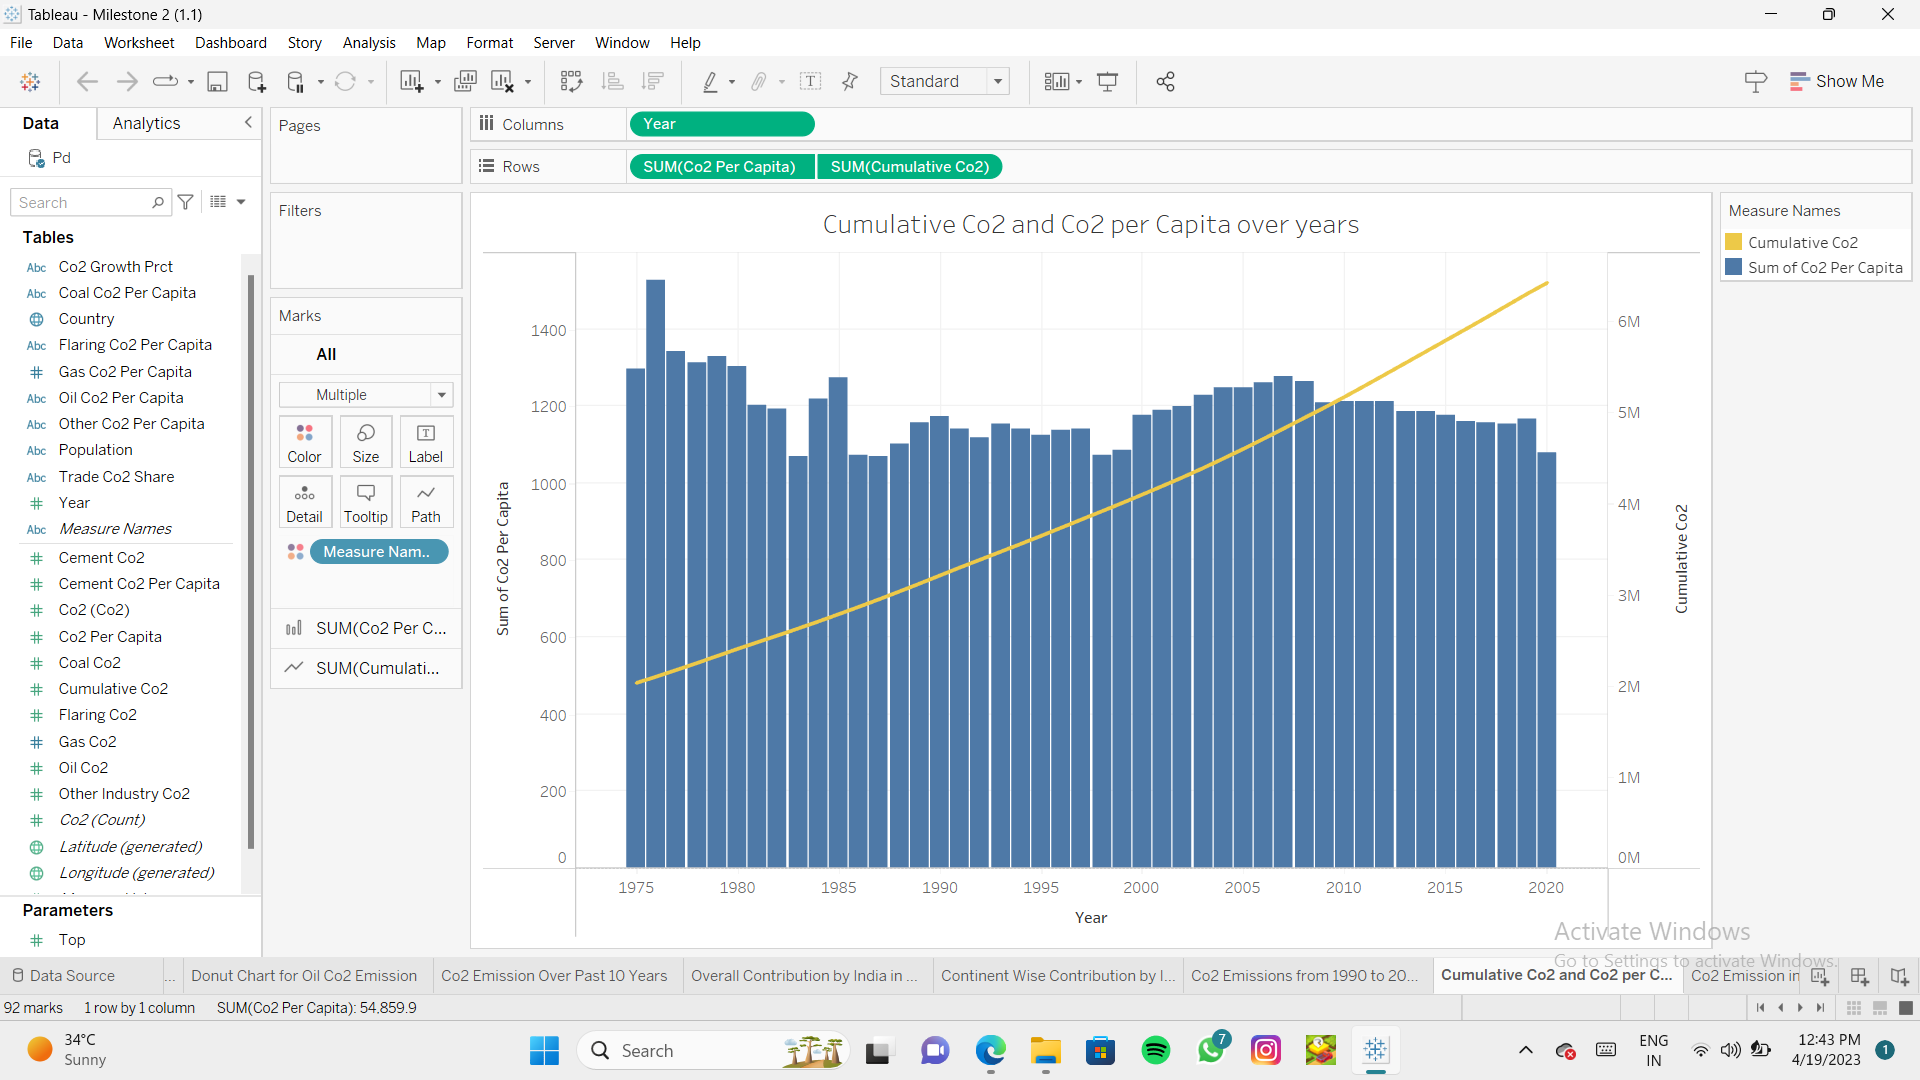 Tableau - Milestone 2 (1.1)
File Data Worksheet Dashboard Story Analysis Map Format Server Window Help
Standard
Show Me
Data Analytics
Pd
Search
Tables
Abc Co2 Growth Prct
Abc Coal Co2 Per Capita
Country
Abc Flaring Co2 Per Capita
# Gas Co2 Per Capita
Abc Oil Co2 Per Capita
Abc Other Co2 Per Capita
Abc Population
Abc Trade Co2 Share
# Year
Abc Measure Names
# Cement Co2
# Cement Co2 Per Capita
# Co2 (Co2)
# Co2 Per Capita
# Coal Co2
# Cumulative Co2
# Flaring Co2
# Gas Co2
# Oil Co2
# Other Industry Co2
# Co2 (Count)
Latitude (generated)
Longitude (generated)
Parameters
# Top
Pages
Filters
Marks
All
Multiple
Color Size Label
Detail Tooltip Path
Measure Nam..
SUM(Co2 Per C...
SUM(Cumulati...
Columns Year
Rows SUM(Co2 Per Capita) SUM(Cumulative Co2)
Cumulative Co2 and Co2 per Capita over years
Sum of Co2 Per Capita
1400
1200
1000
800
600
400
200
0
6M
5M
4M
3M
2M
1M
0M
Cumulative Co2
1975 1980 1985 1990 1995 2000 2005 2010 2015 2020
Year
Measure Names
Cumulative Co2
Sum of Co2 Per Capita
Activate Windows
Go to Settings to activate Windows.
Data Source ... Donut Chart for Oil Co2 Emission Co2 Emission Over Past 10 Years Overall Contribution by India in ... Continent Wise Contribution by I... Co2 Emissions from 1990 to 20... Cumulative Co2 and Co2 per C... Co2 Emission in
92 marks 1 row by 1 column SUM(Co2 Per Capita): 54,859.9
34°C
Sunny
Search
7
ENG
IN
12:43 PM
4/19/2023
1